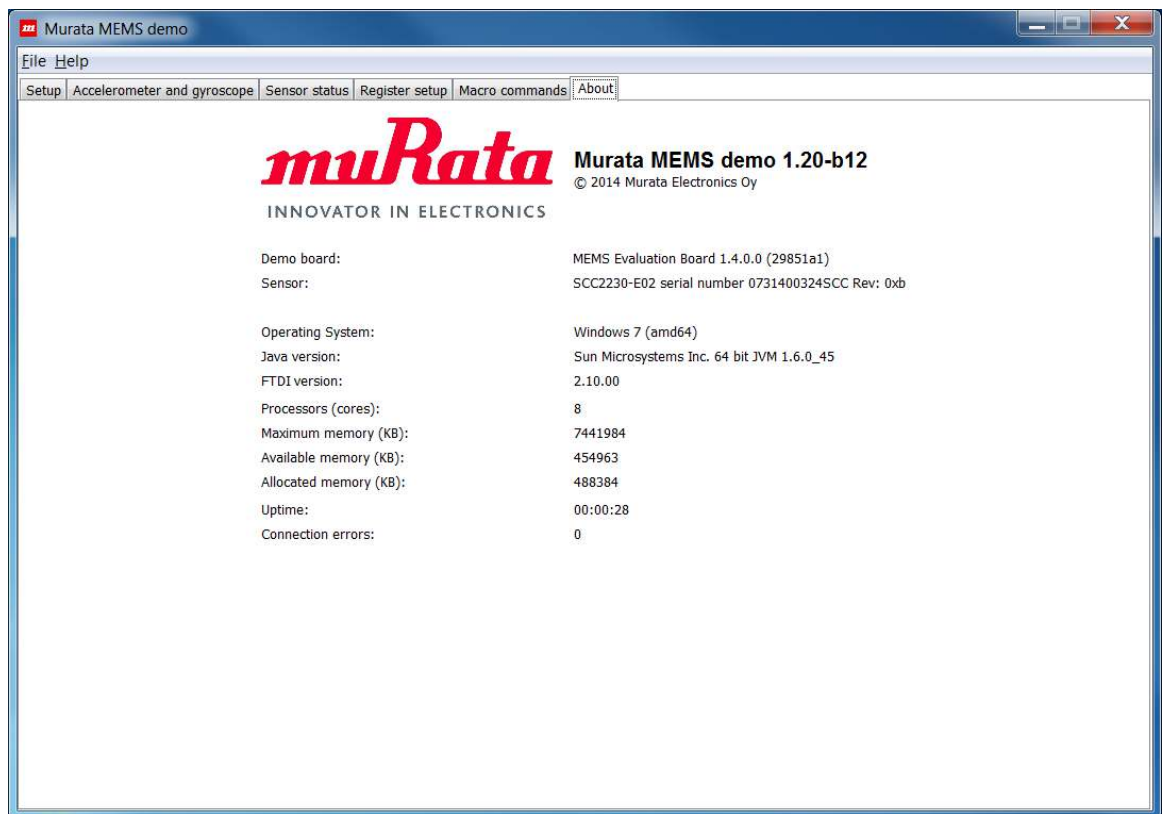 Murata MEMS demo
File Help
Setup Accelerometer and gyroscope Sensor status Register setup Macro commands About
muRata
INNOVATOR IN ELECTRONICS
Murata MEMS demo 1.20-b12
© 2014 Murata Electronics Oy
Demo board: MEMS Evaluation Board 1.4.0.0 (29851a1)
Sensor: SCC2230-E02 serial number 0731400324SCC Rev: 0xb
Operating System: Windows 7 (amd64)
Java version: Sun Microsystems Inc. 64 bit JVM 1.6.0_45
FTDI version: 2.10.00
Processors (cores): 8
Maximum memory (KB): 7441984
Available memory (KB): 454963
Allocated memory (KB): 488384
Uptime: 00:00:28
Connection errors: 0